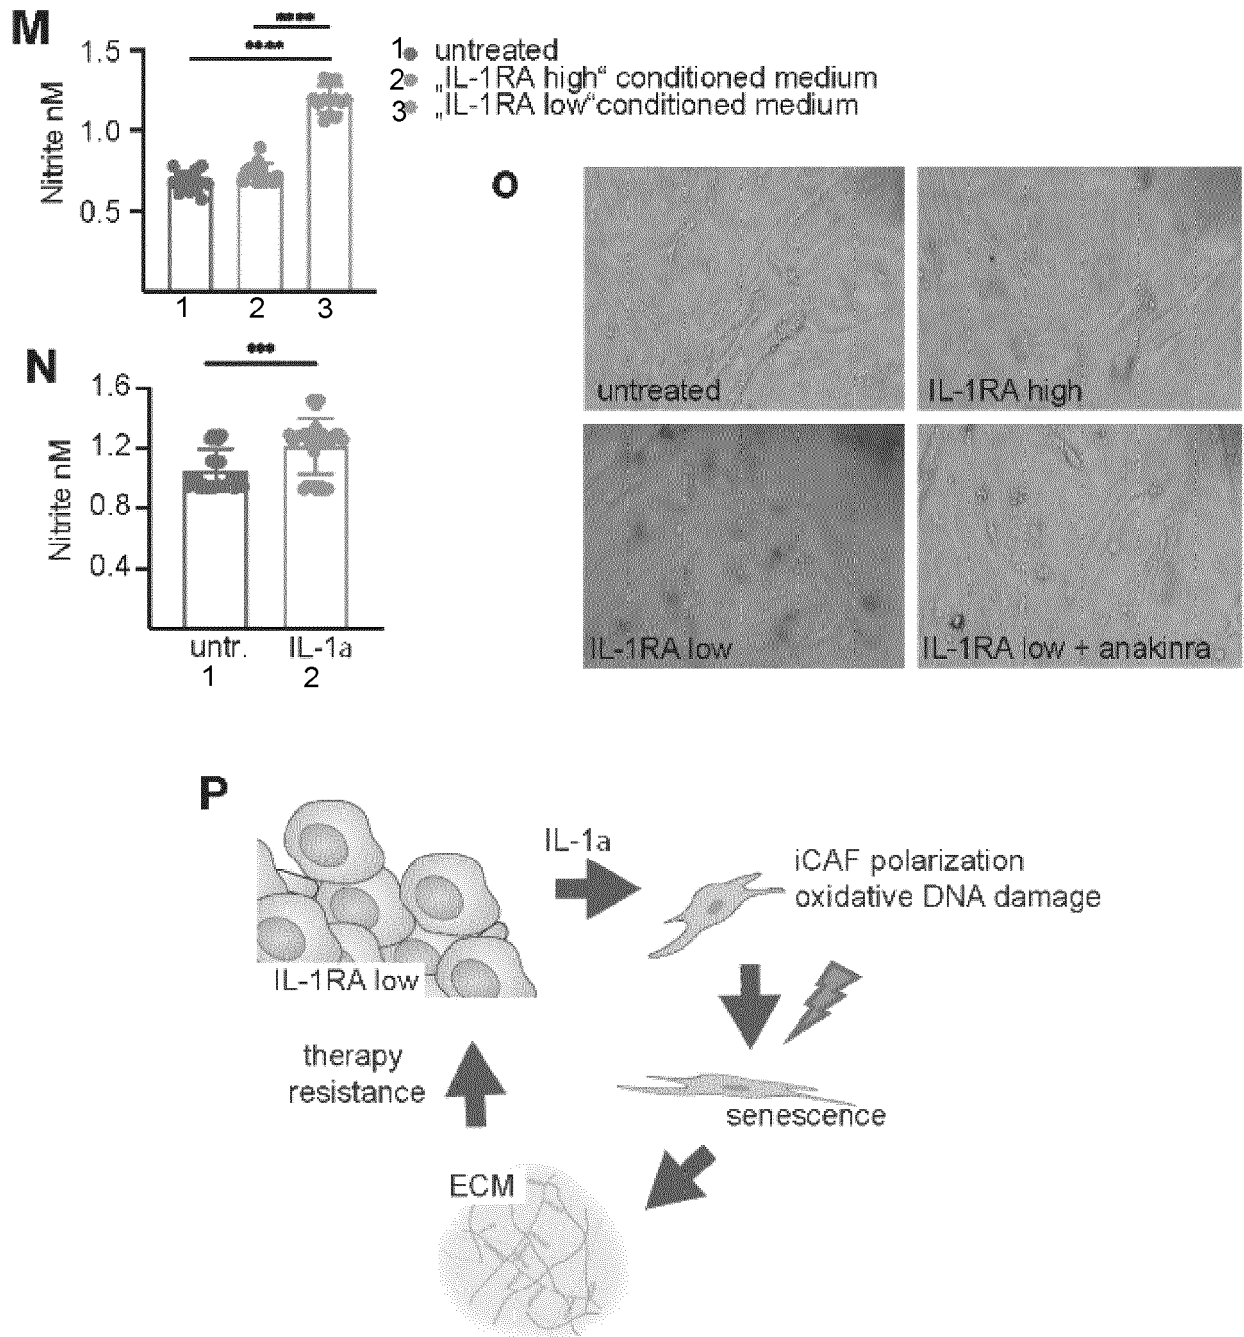 M
****
****
1.5
1.0
0.5
Nitrite nM
1 2 3
1 untreated
2 „IL-1RA high“ conditioned medium
3 „IL-1RA low“conditioned medium
N
***
1.6
1.2
0.8
0.4
Nitrite nM
untr. IL-1a
1 2
O
untreated
IL-1RA high
IL-1RA low
IL-1RA low + anakinra
P
IL-1a
iCAF polarization
oxidative DNA damage
IL-1RA low
therapy
resistance
senescence
ECM